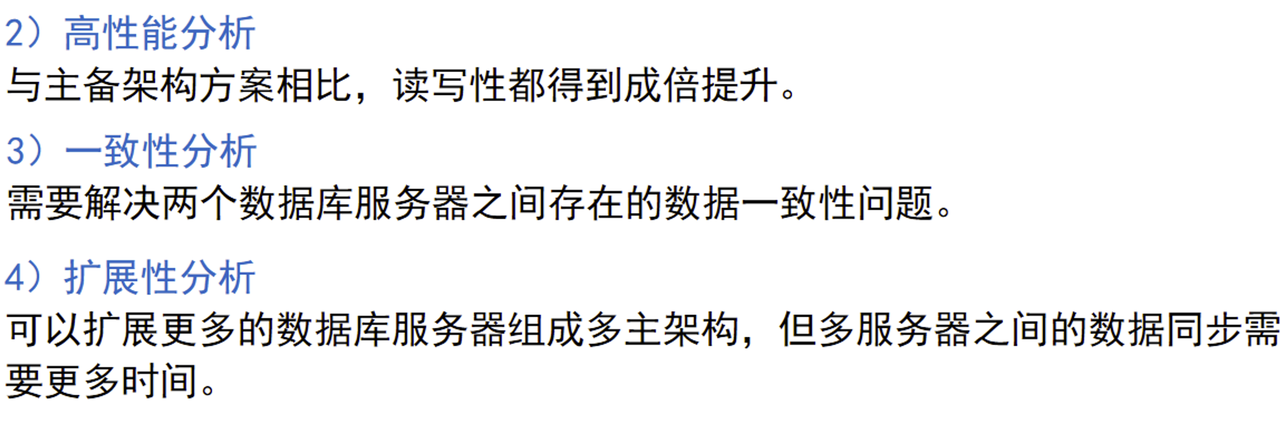 2）高性能分析
与主备架构方案相比，读写性都得到成倍提升。
3）一致性分析
需要解决两个数据库服务器之间存在的数据一致性问题。
4）扩展性分析
可以扩展更多的数据库服务器组成多主架构，但多服务器之间的数据同步需
要更多时间。